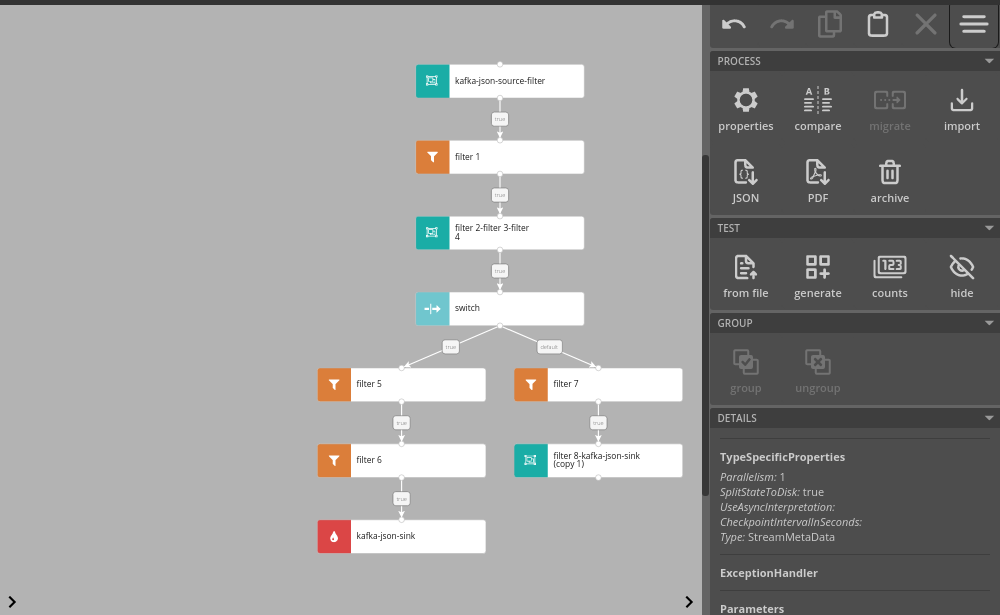 kafka-json-source-filter
true
filter 1
true
filter 2-filter 3-filter
4
true
switch
true
default
filter 5
filter 7
true
true
filter 6
filter 8-kafka-json-sink
(copy 1)
true
kafka-json-sink
PROCESS
A B
properties
compare
migrate
import
{}
JSON
PDF
archive
TEST
123
from file
generate
counts
hide
GROUP
group
ungroup
DETAILS
TypeSpecificProperties
Parallelism: 1
SplitStateToDisk: true
UseAsyncInterpretation:
CheckpointIntervalInSeconds:
Type: StreamMetaData
ExceptionHandler
Parameters